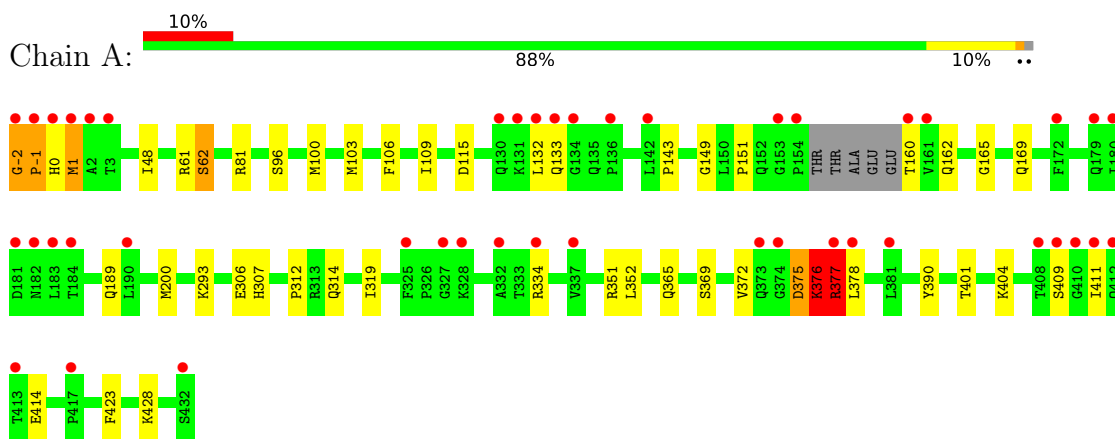 10%
Chain A:
88% 10% ••
G-2 P-1 H0 M1 A2 T3 I48 R61 S62 R81 S96 M100 M103 F106 I109 D115 Q130 K131 L132 Q133 G134 Q135 P136 L142 P143 G149 L150 P151 Q152 G153 P154 THR THR ALA GLU GLU T160 V161 Q162 G165 Q169 F172 Q179
D181 N182 L183 T184 Q189 L190 M200 K293 E306 H307 P312 R313 Q314 I319 F325 P326 G327 K328 A332 T333 R334 V337 R351 L352 Q365 S369 V372 Q373 G374 D375 K376 R377 L378 L381 Y390 T401 K404 T408 S409 G410 I411
T413 E414 P417 F423 K428 S432